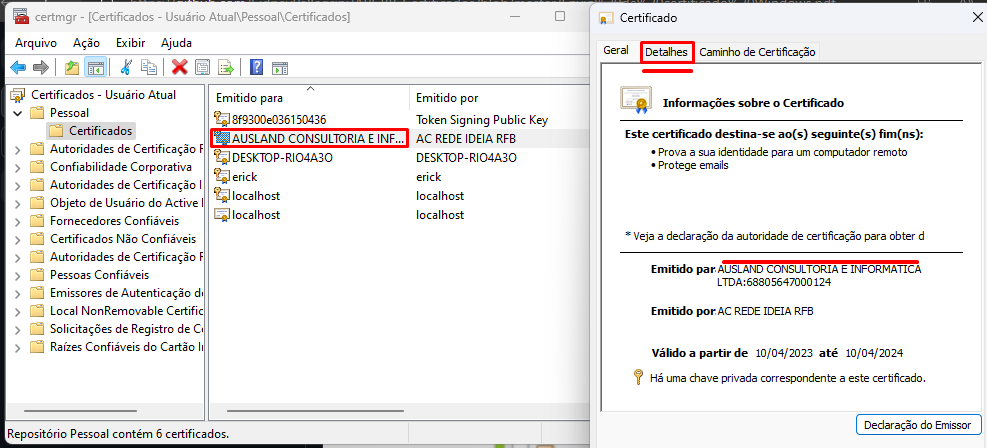 certmgr - [Certificados - Usuário Atual\Pessoal\Certificados]
Arquivo Ação Exibir Ajuda
Certificados - Usuário Atual
Pessoal
Certificados
Autoridades de Certificação R
Confiabilidade Corporativa
Autoridades de Certificação I
Objeto de Usuário do Active
Fornecedores Confiáveis
Certificados Não Confiáveis
Autoridades de Certificação R
Pessoas Confiáveis
Emissores de Autenticação d
Local NonRemovable Certific
Solicitações de Registro de C
Raízes Confiáveis do Cartão I
Emitido para Emitido por
8f9300e036150436 Token Signing Public Key
AUSLAND CONSULTORIA E INF... AC REDE IDEIA RFB
DESKTOP-RIO4A3O DESKTOP-RIO4A3O
erick erick
localhost localhost
localhost localhost
Repositório Pessoal contém 6 certificados.
Certificado
Geral Detalhes Caminho de Certificação
Informações sobre o Certificado
Este certificado destina-se ao(s) seguinte(s) fim(ns):
• Prova a sua identidade para um computador remoto
• Protege emails
* Veja a declaração da autoridade de certificação para obter d
Emitido par AUSLAND CONSULTORIA E INFORMATICA
LTDA:68805647000124
Emitido por AC REDE IDEIA RFB
Válido a partir de 10/04/2023 até 10/04/2024
Há uma chave privada correspondente a este certificado.
Declaração do Emissor